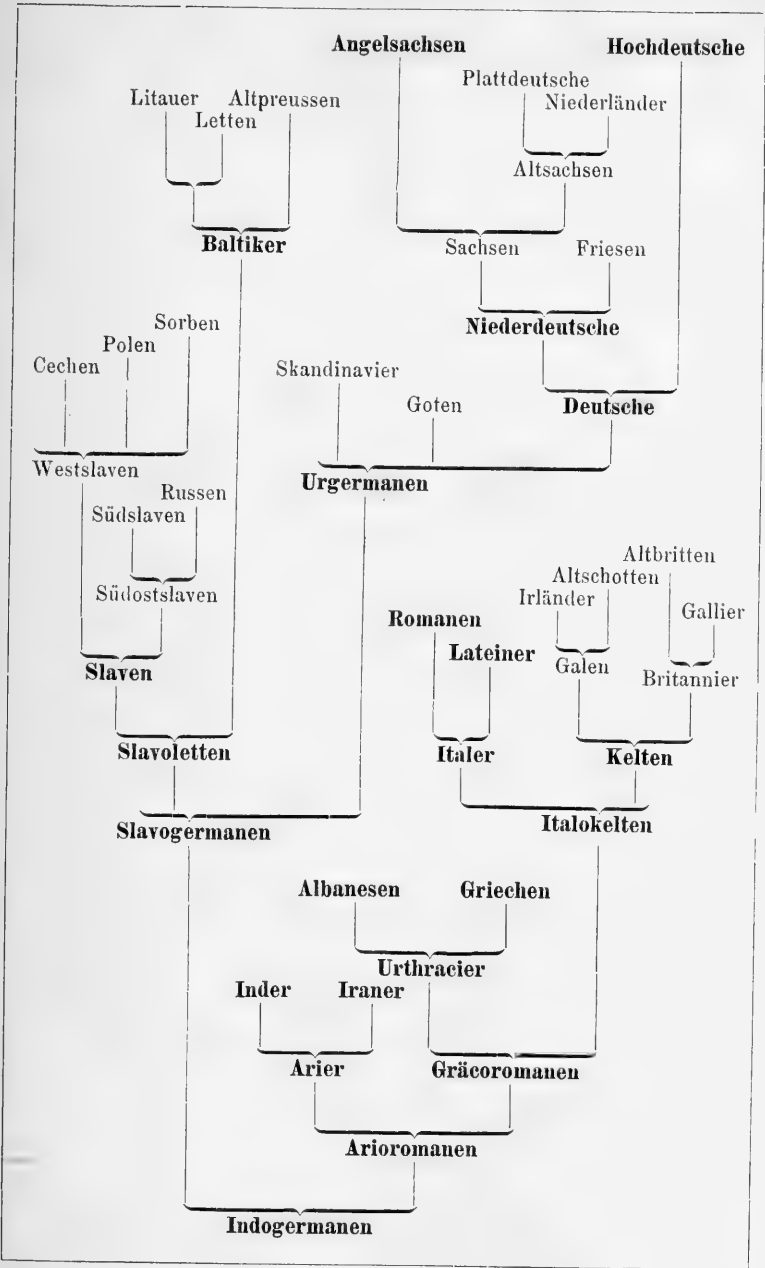 Angelsachsen Hochdeutsche
Plattdeutsche
Litauer Altpreussen Niederländer
Letten
Altsachsen
Baltiker Sachsen Friesen
Sorben
Niederdeutsche
Polen
Cechen Skandinavier
Goten Deutsche
Westslaven
Urgermanen
Russen
Südslaven
Altbritten
Altschotten
Südostslaven Irländer
Romanen Gallier
Lateiner
Slaven Galen
Britannier
Slavoletten Italer Kelten
Slavogermanen Italokelten
Albanesen Griechen
Urthracier
Inder Iraner
Arier Gräcoromanen
Arioromanen
Indogermanen